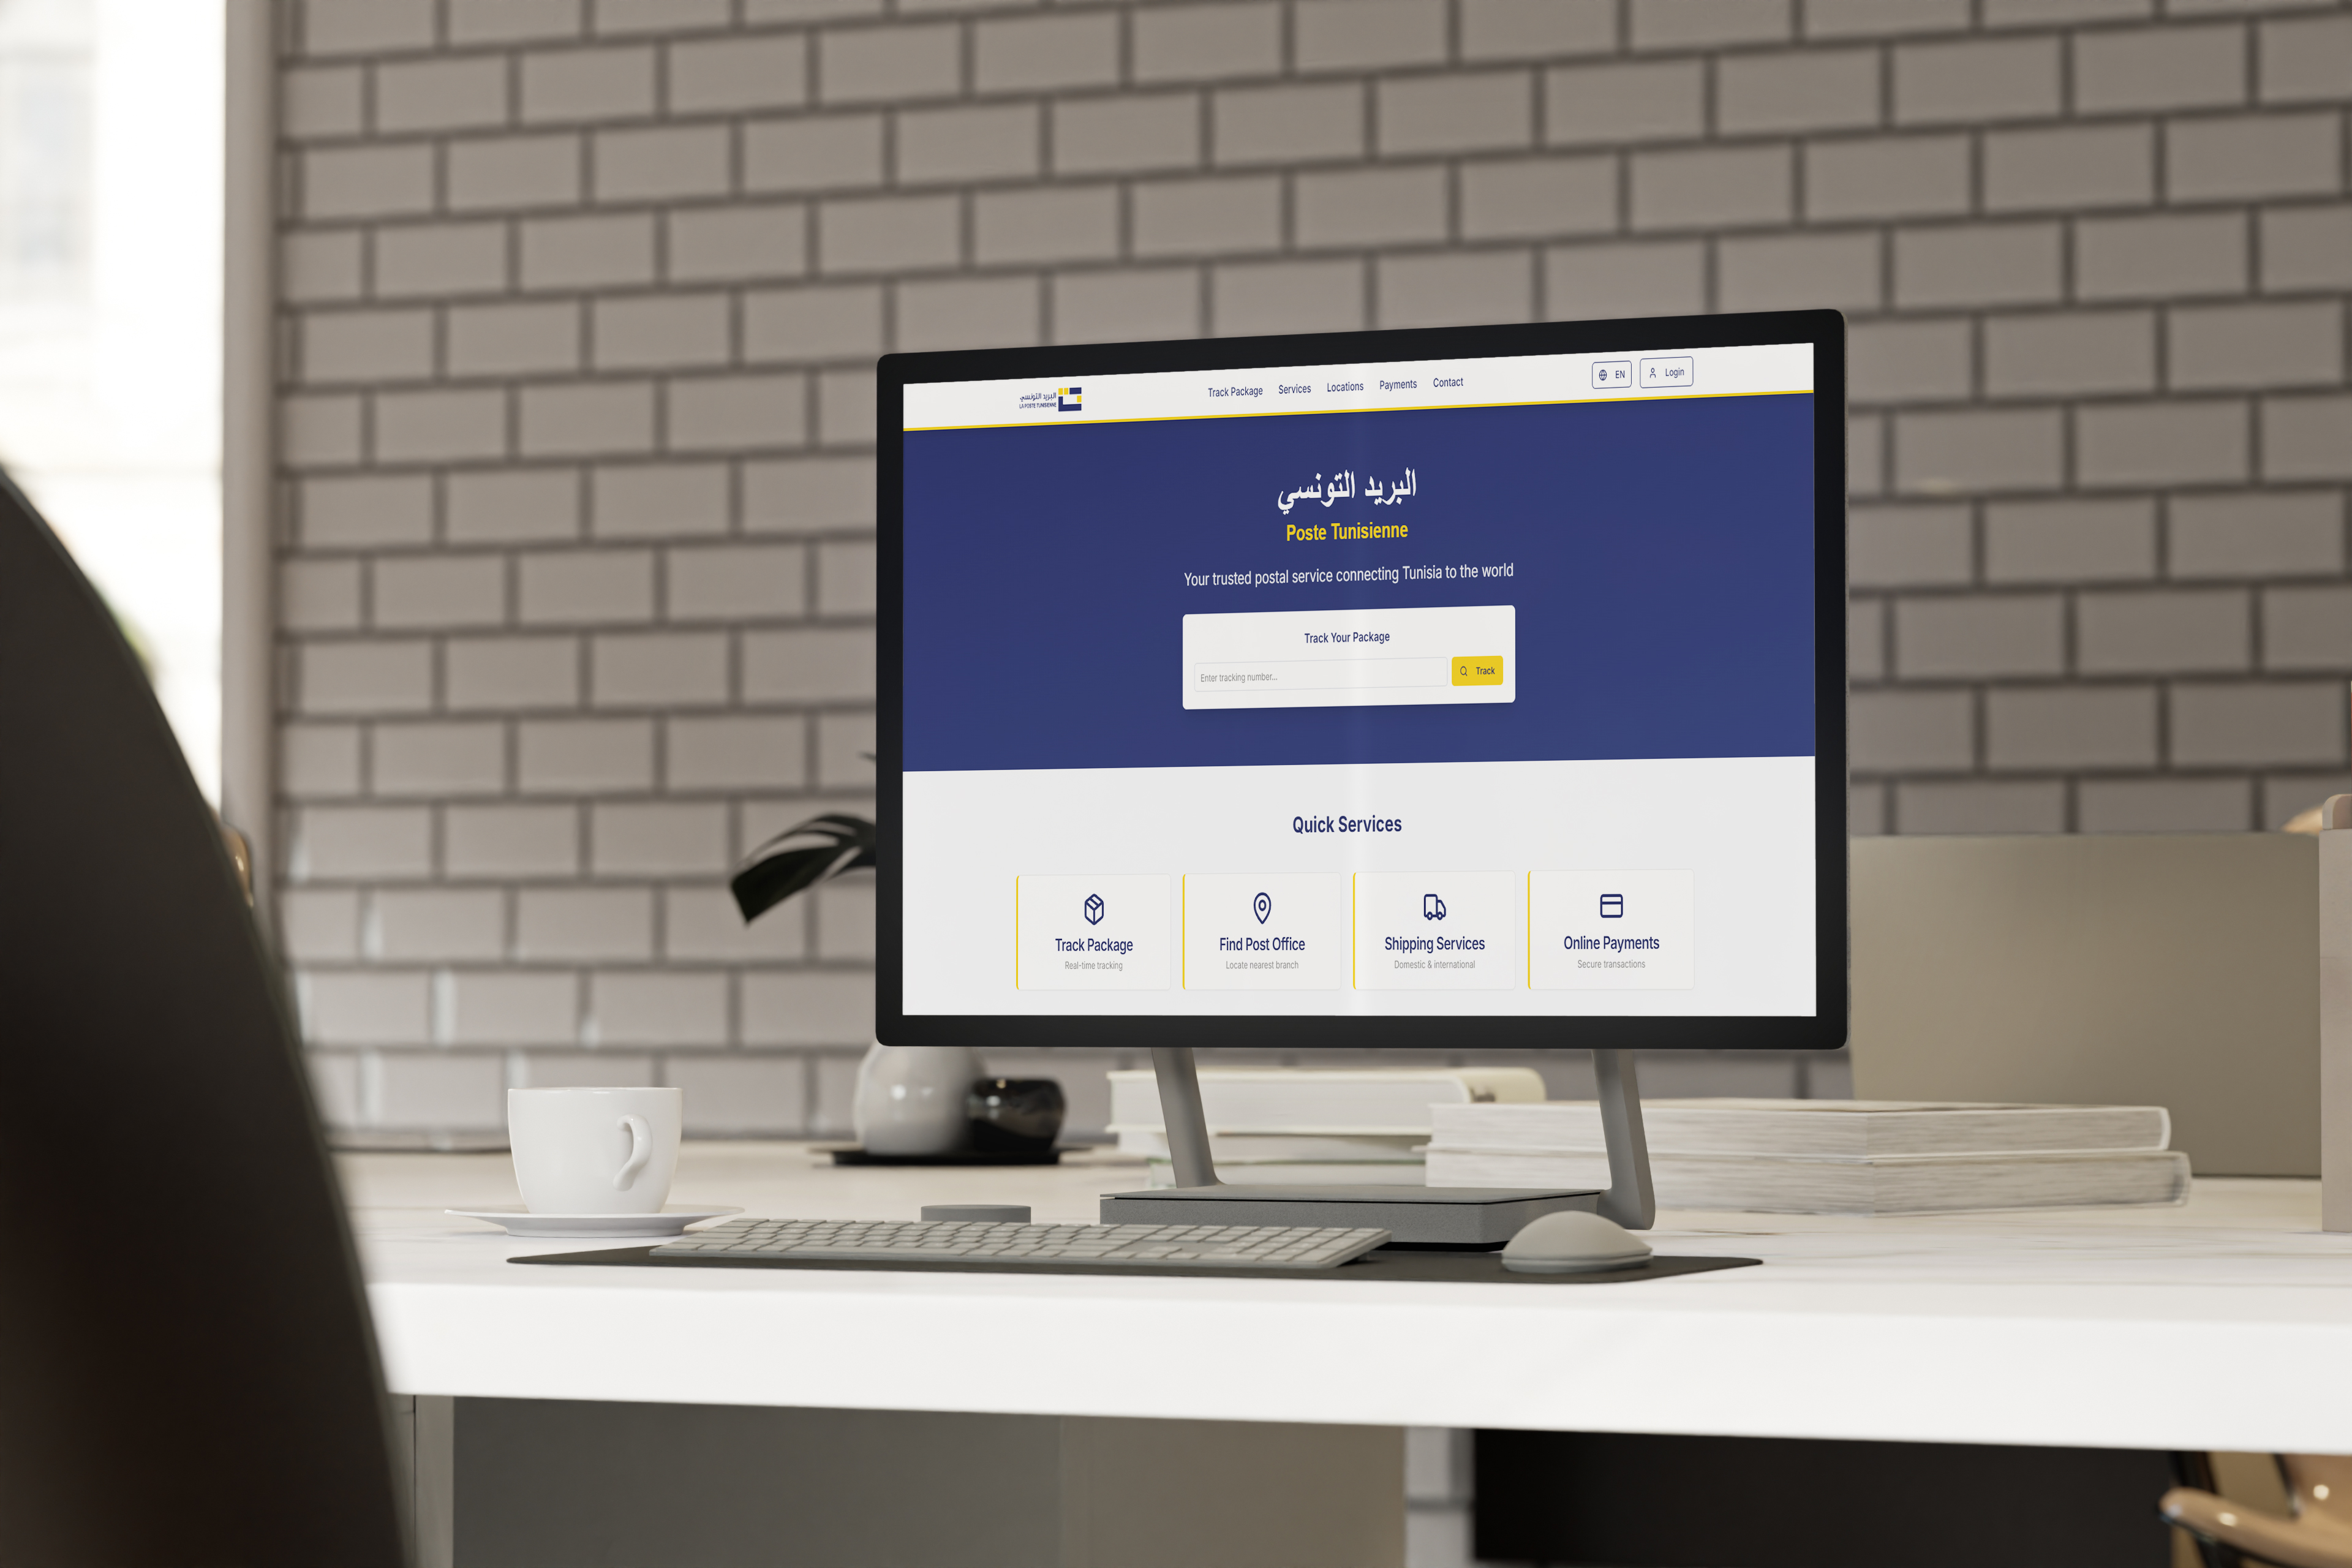 البريد التونسي
LA POSTE TUNISIENNE
Track Package Services Locations Payments Contact
EN
Login
البريد التونسي
Poste Tunisienne
Your trusted postal service connecting Tunisia to the world
Track Your Package
Enter tracking number...
Track
Quick Services
Track Package
Real-time tracking
Find Post Office
Locate nearest branch
Shipping Services
Domestic & international
Online Payments
Secure transactions